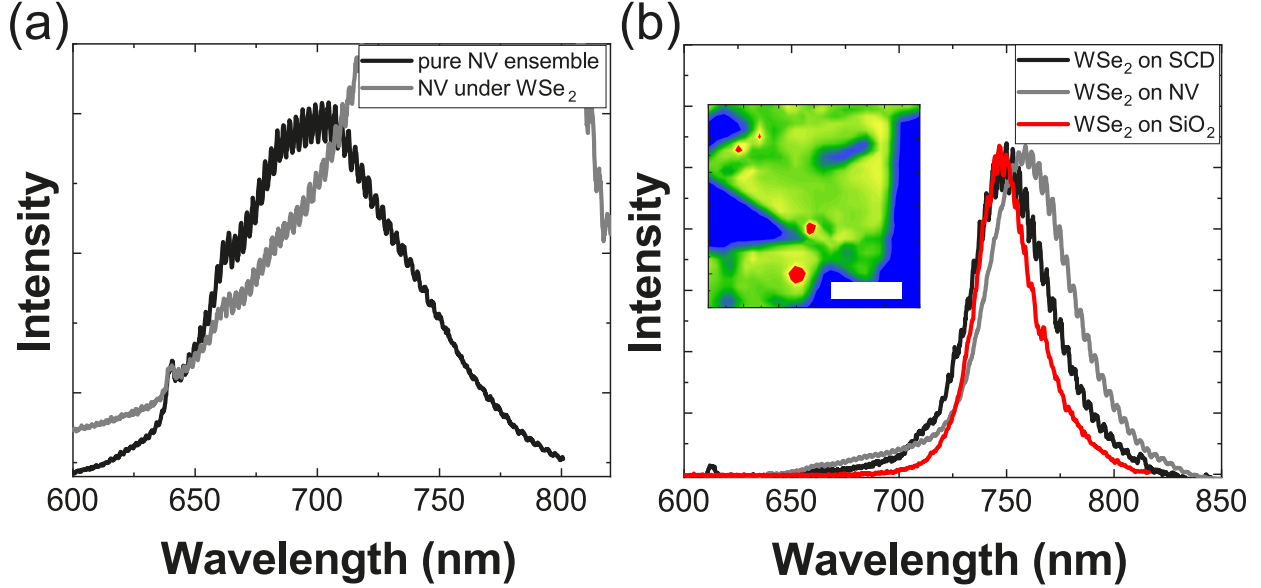 (a)
pure NV ensemble
NV under WSe₂
Intensity
600 650 700 750 800
Wavelength (nm)
(b)
WSe₂ on SCD
WSe₂ on NV
WSe₂ on SiO₂
Intensity
600 650 700 750 800 850
Wavelength (nm)